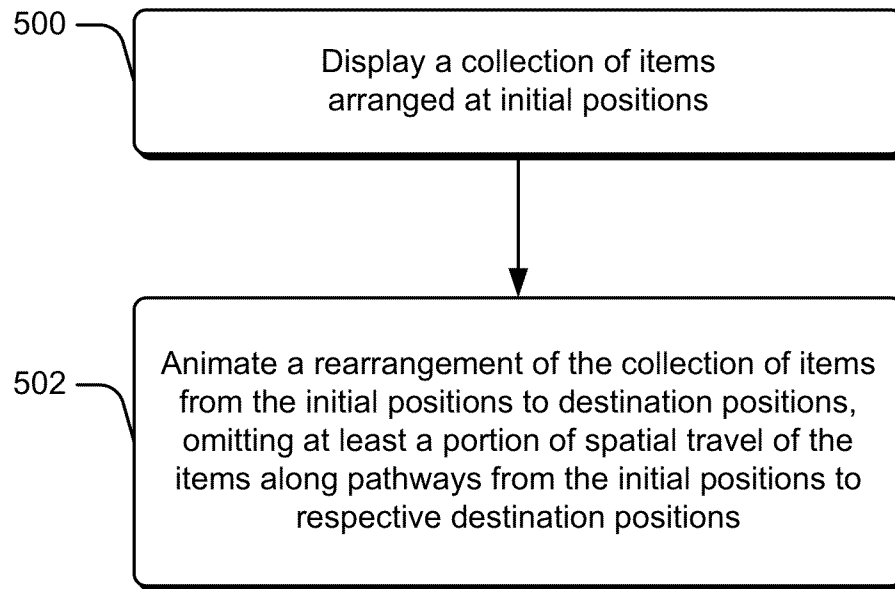 500
Display a collection of items
arranged at initial positions
502
Animate a rearrangement of the collection of items
from the initial positions to destination positions,
omitting at least a portion of spatial travel of the
items along pathways from the initial positions to
respective destination positions